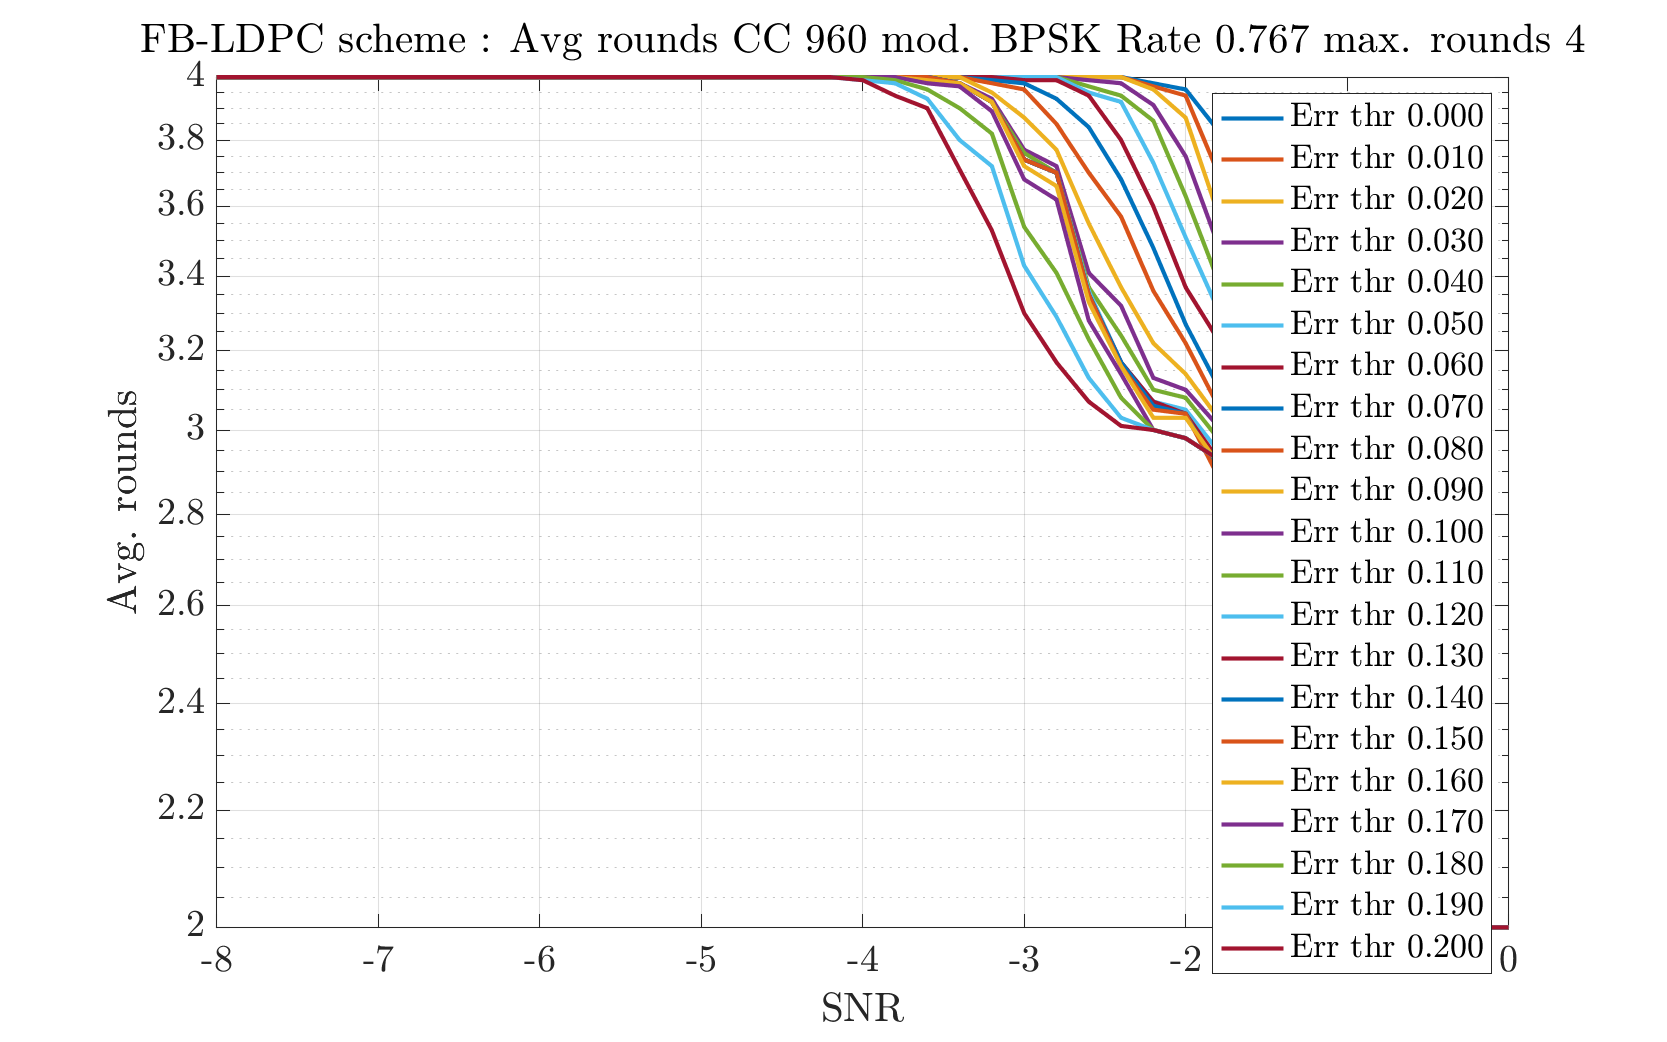 FB-LDPC scheme : Avg rounds CC 960 mod. BPSK Rate 0.767 max. rounds 4
4
3.8
3.6
3.4
3.2
3
2.8
2.6
2.4
2.2
2
Avg. rounds
-8
-7
-6
-5
-4
-3
-2
0
SNR
Err thr 0.000
Err thr 0.010
Err thr 0.020
Err thr 0.030
Err thr 0.040
Err thr 0.050
Err thr 0.060
Err thr 0.070
Err thr 0.080
Err thr 0.090
Err thr 0.100
Err thr 0.110
Err thr 0.120
Err thr 0.130
Err thr 0.140
Err thr 0.150
Err thr 0.160
Err thr 0.170
Err thr 0.180
Err thr 0.190
Err thr 0.200